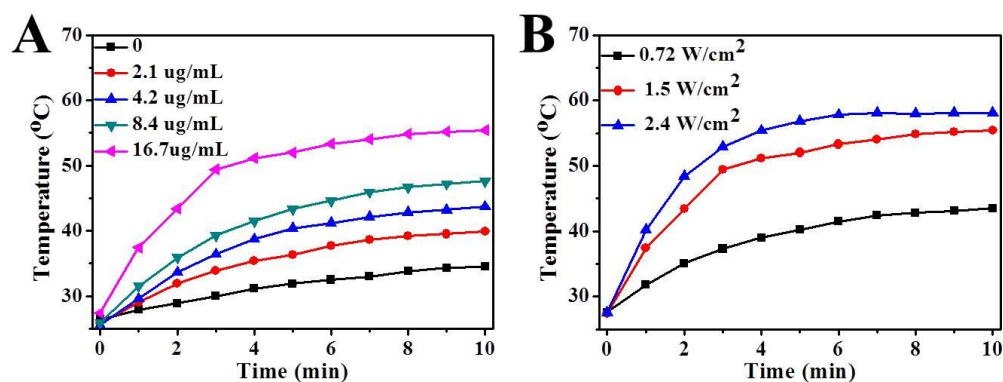 A
70
60
50
40
30
0
2.1 ug/mL
4.2 ug/mL
8.4 ug/mL
16.7ug/mL
Temperature (ºC)
0 2 4 6 8 10
Time (min)
B
70
60
50
40
30
0.72 W/cm²
1.5 W/cm²
2.4 W/cm²
Temperature (ºC)
0 2 4 6 8 10
Time (min)